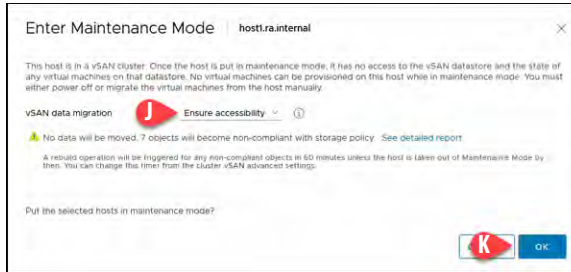 Enter Maintenance Mode host1.ra.internal ×
This host is in a vSAN cluster. Once the host is put in maintenance mode, it has no access to the vSAN datastore and the state of
any virtual machines on that datastore. No virtual machines can be provisioned on this host while in maintenance mode. You must
either power off or migrate the virtual machines from the host manually.
vSAN data migration J Ensure accessibility
No data will be moved. 7 objects will become non-compliant with storage policy See detailed report
A rebuild operation will be triggered for any non-compliant objects in 60 minutes unless the host is taken out of Maintenance Mode by
then. You can change this timer from the cluster vSAN advanced settings.
Put the selected hosts in maintenance mode?
K OK